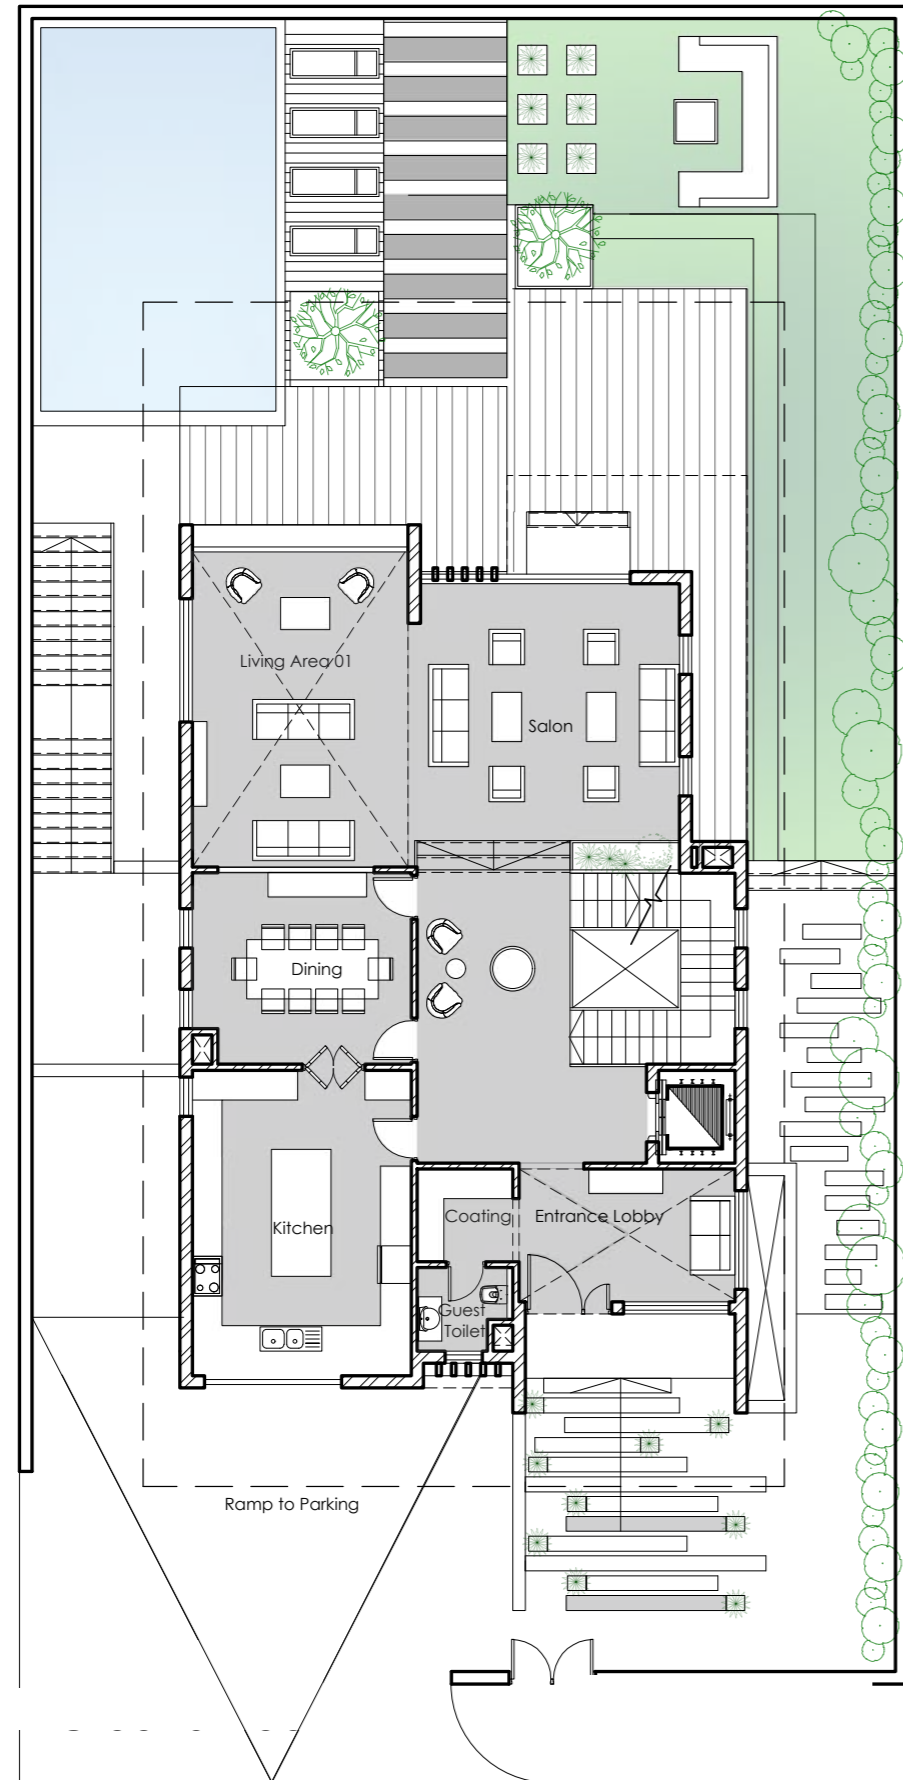 Living Area 01
Salon
Dining
Kitchen
Coating
Entrance Lobby
Guest
Toilet
Ramp to Parking